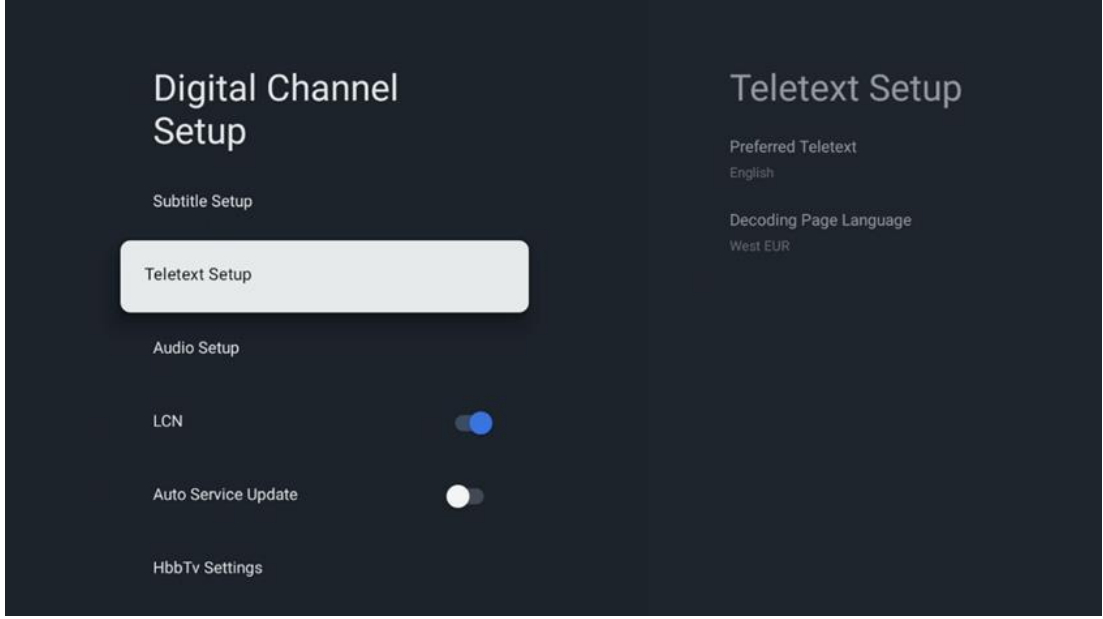 Digital Channel
Setup
Subtitle Setup
Teletext Setup
Audio Setup
LCN
Auto Service Update
HbbTv Settings
Teletext Setup
Preferred Teletext
English
Decoding Page Language
West EUR